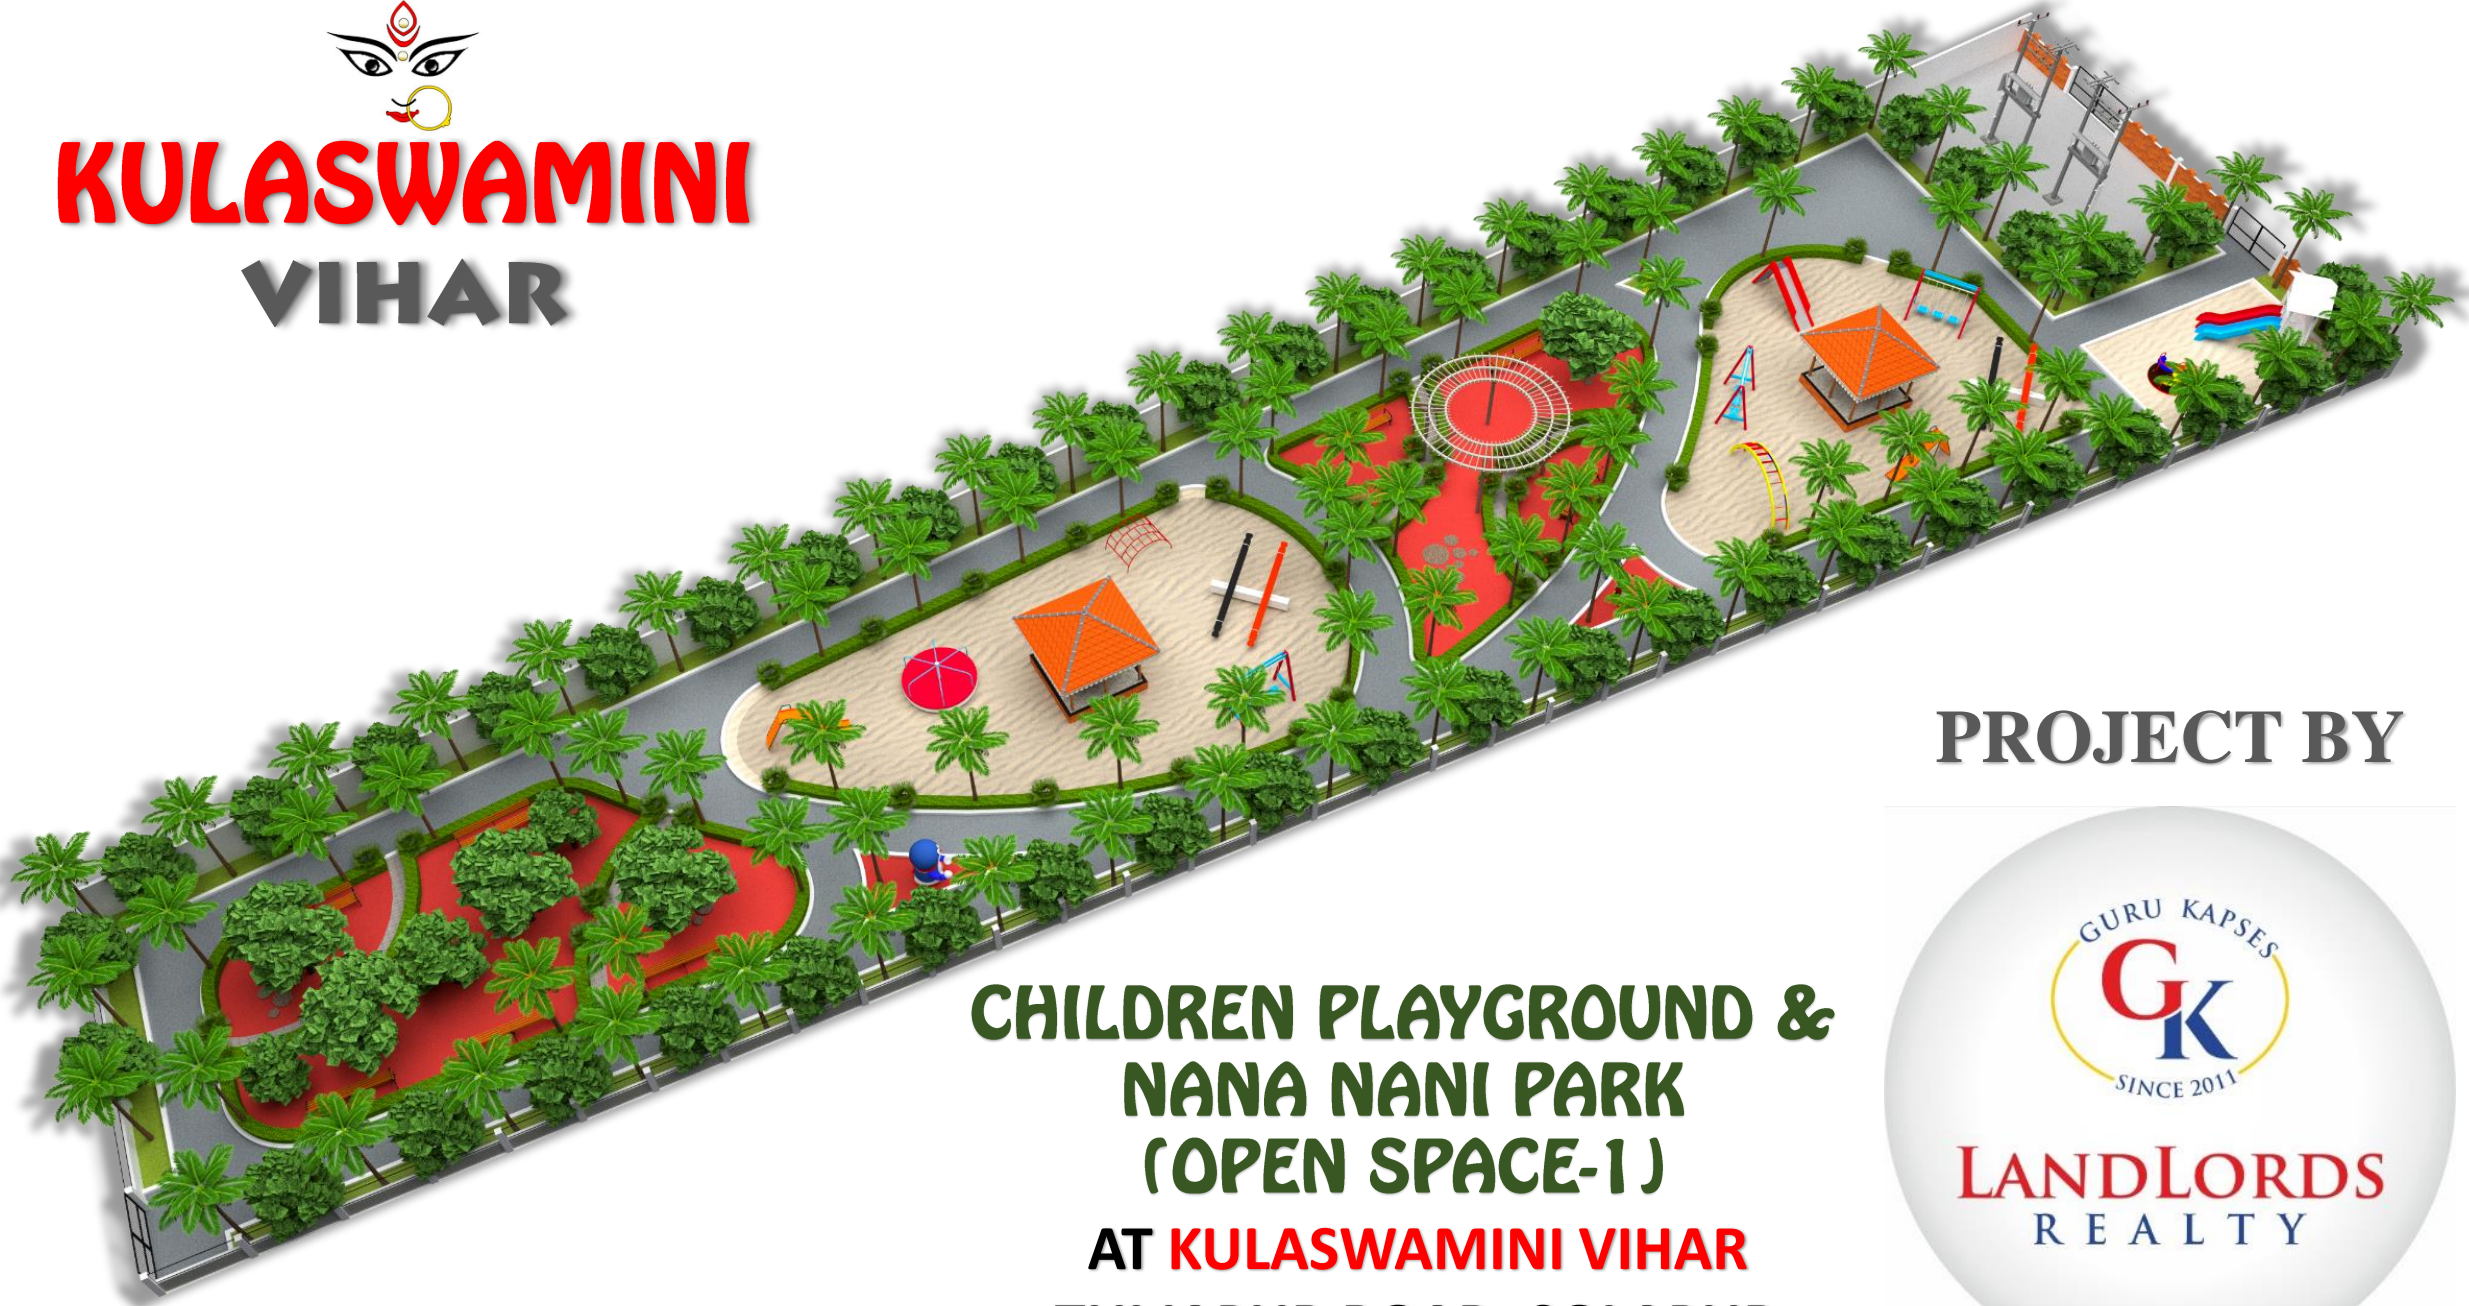 KULASWAMINI
VIHAR
PROJECT BY
GURU KAPSES
GK
SINCE 2011
LANDLORDS
REALTY
CHILDREN PLAYGROUND &
NANA NANI PARK
(OPEN SPACE-1)
AT KULASWAMINI VIHAR